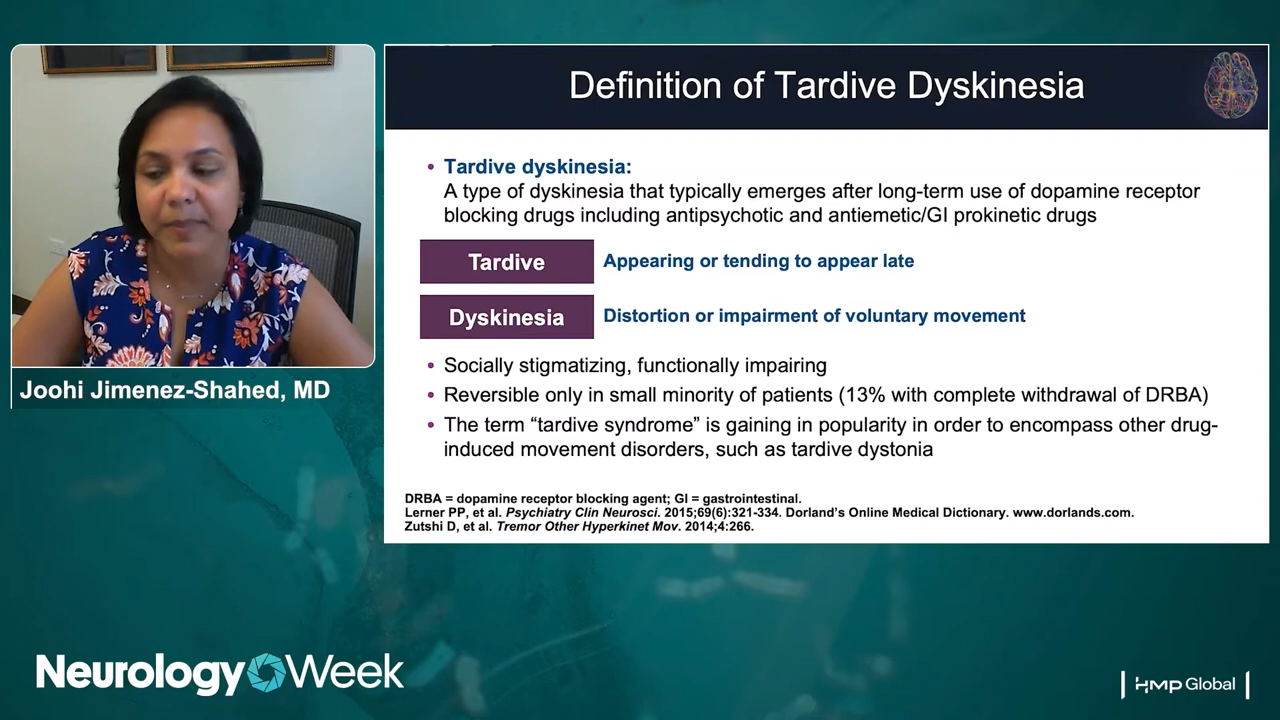 Definition of Tardive Dyskinesia
• Tardive dyskinesia:
A type of dyskinesia that typically emerges after long-term use of dopamine receptor
blocking drugs including antipsychotic and antiemetic/GI prokinetic drugs
Tardive Appearing or tending to appear late
Dyskinesia Distortion or impairment of voluntary movement
• Socially stigmatizing, functionally impairing
• Reversible only in small minority of patients (13% with complete withdrawal of DRBA)
• The term “tardive syndrome” is gaining in popularity in order to encompass other drug-
induced movement disorders, such as tardive dystonia
DRBA = dopamine receptor blocking agent; GI = gastrointestinal.
Lerner PP, et al. Psychiatry Clin Neurosci. 2015;69(6):321-334. Dorland’s Online Medical Dictionary. www.dorlands.com.
Zutshi D, et al. Tremor Other Hyperkinet Mov. 2014;4:266.
Joohi Jimenez-Shahed, MD
Neurology Week
HMP Global